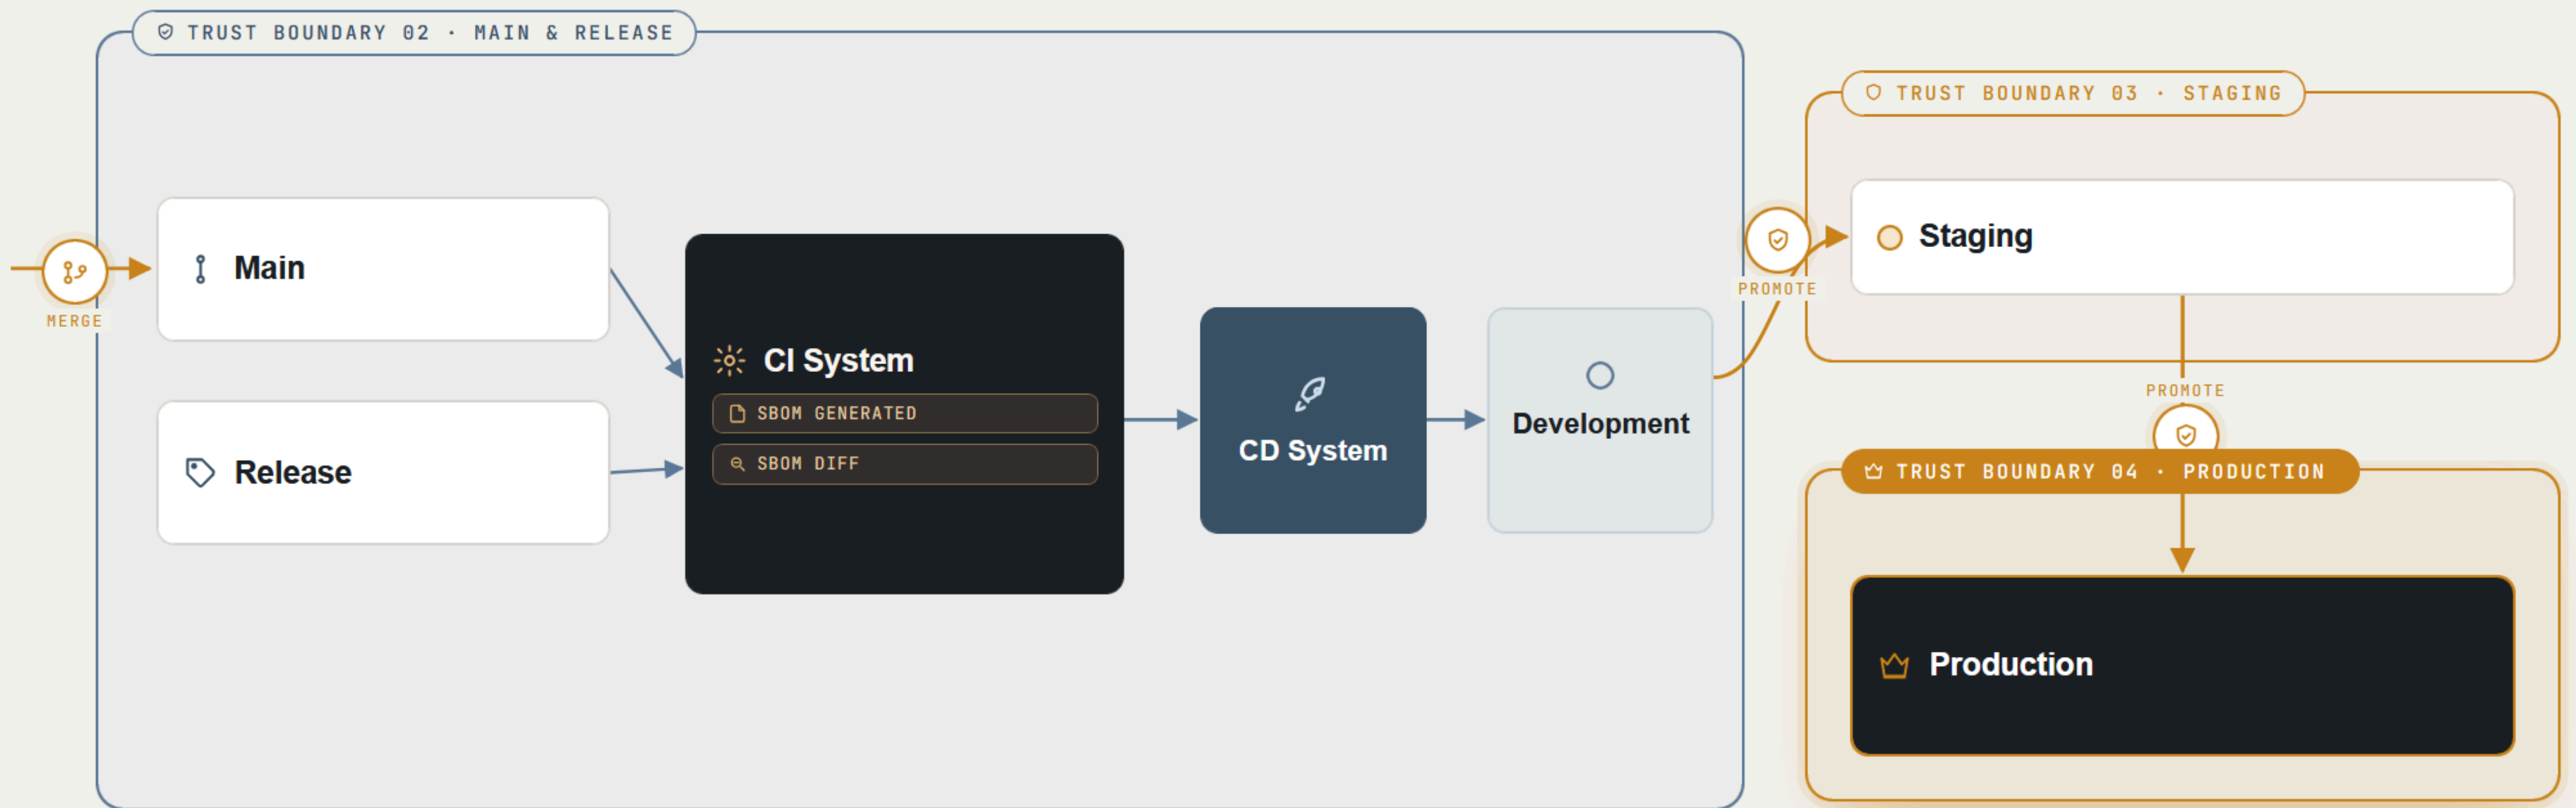 TRUST BOUNDARY 02 · MAIN & RELEASE
MERGE
Main
Release
CI System
SBOM GENERATED
SBOM DIFF
CD System
Development
PROMOTE
TRUST BOUNDARY 03 · STAGING
Staging
PROMOTE
TRUST BOUNDARY 04 · PRODUCTION
Production